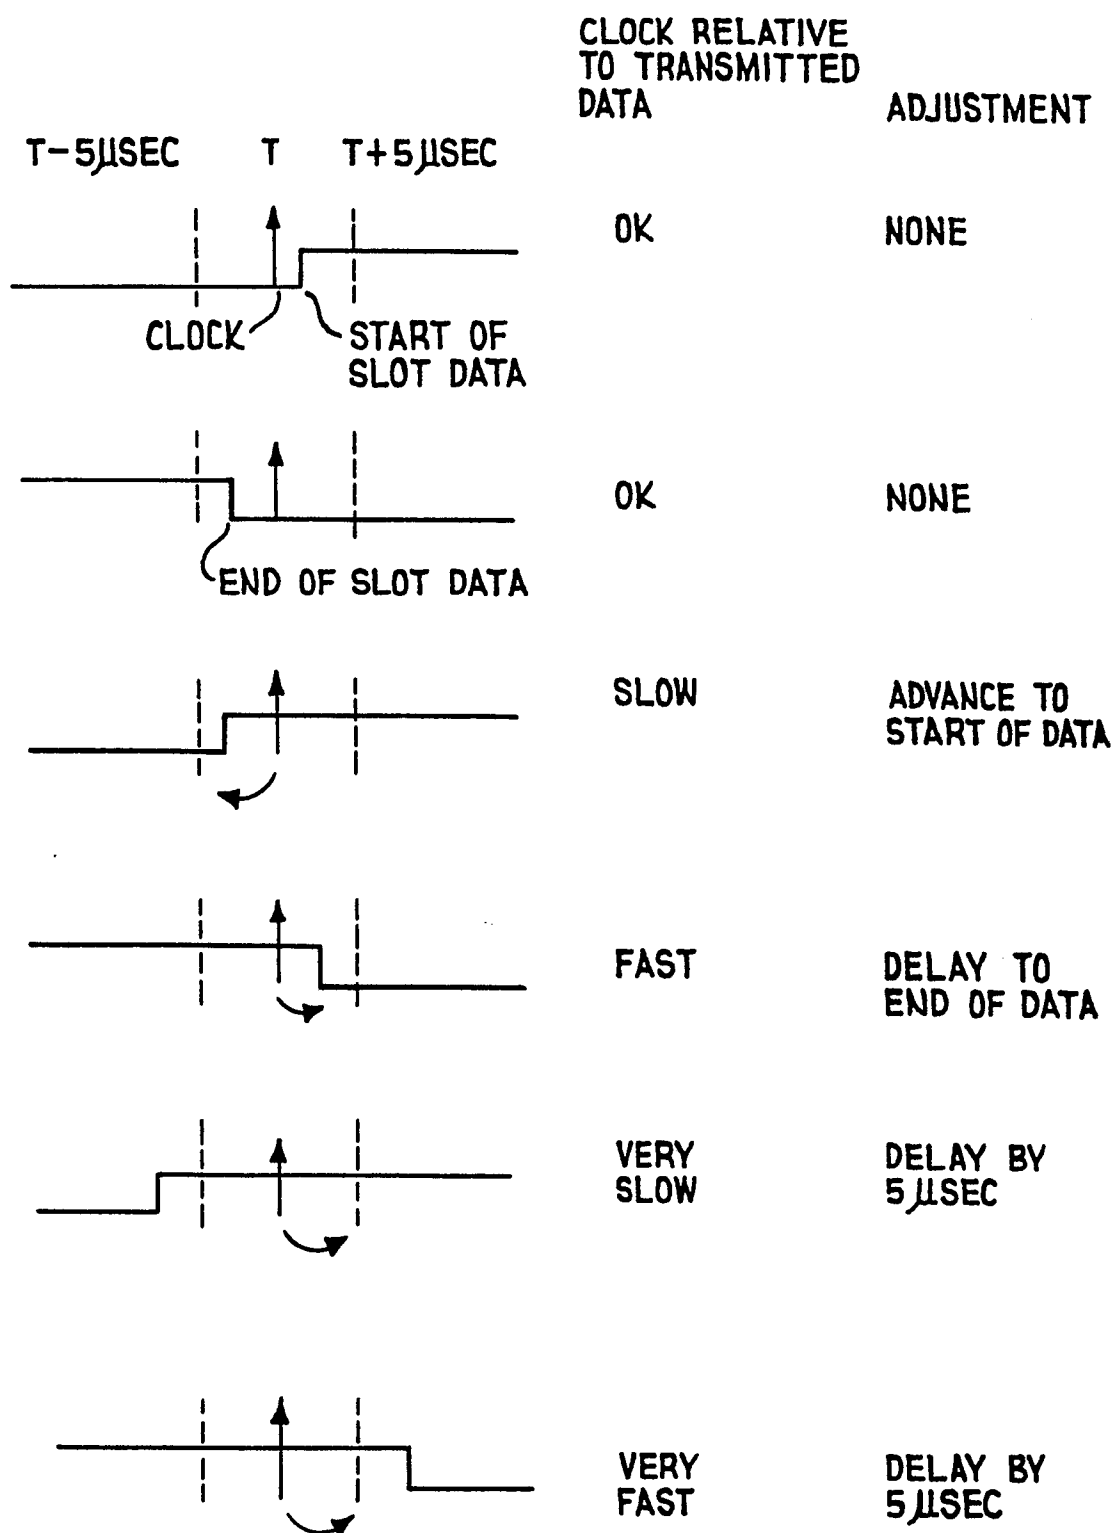 CLOCK RELATIVE
TO TRANSMITTED
DATA
ADJUSTMENT
T-5µSEC T T+5µSEC
OK NONE
CLOCK START OF
SLOT DATA
OK NONE
END OF SLOT DATA
SLOW ADVANCE TO
START OF DATA
FAST DELAY TO
END OF DATA
VERY
SLOW
DELAY BY
5µSEC
VERY
FAST
DELAY BY
5µSEC